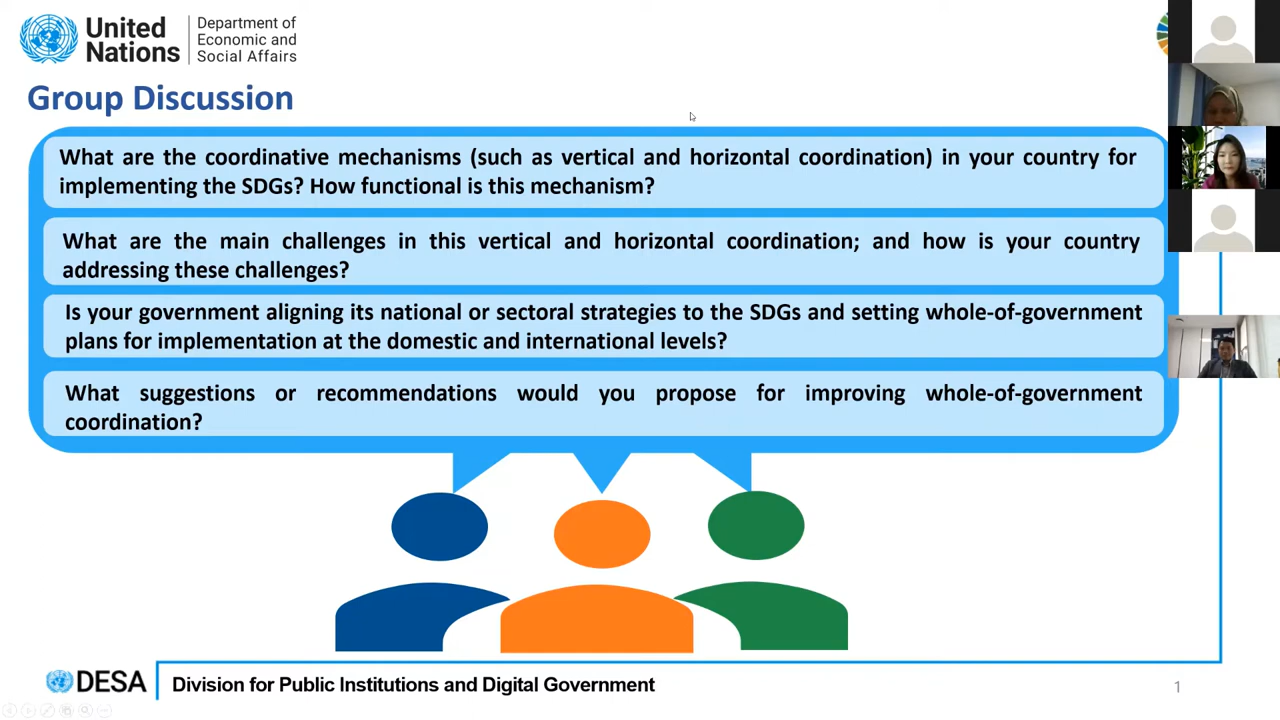 United
Nations
Department of
Economic and
Social Affairs
Group Discussion
What are the coordinative mechanisms (such as vertical and horizontal coordination) in your country for
implementing the SDGs? How functional is this mechanism?
What are the main challenges in this vertical and horizontal coordination; and how is your country
addressing these challenges?
Is your government aligning its national or sectoral strategies to the SDGs and setting whole-of-government
plans for implementation at the domestic and international levels?
What suggestions or recommendations would you propose for improving whole-of-government
coordination?
DESA
Division for Public Institutions and Digital Government
1